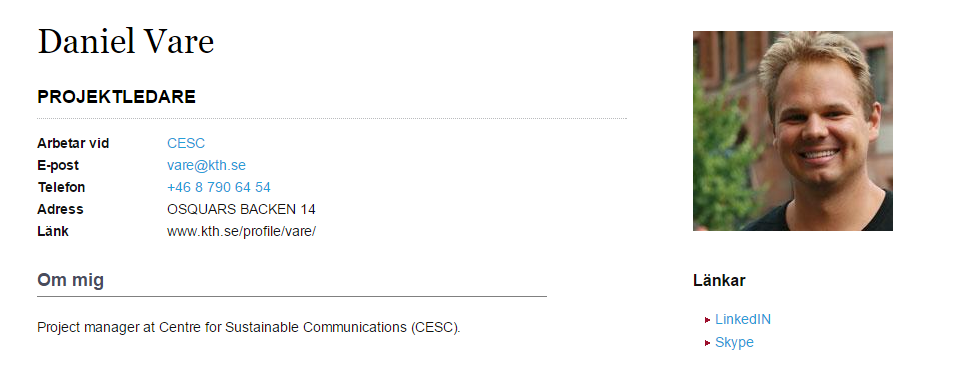 Daniel Vare
PROJEKTLEDARE
Arbetar vid CESC
E-post vare@kth.se
Telefon +46 8 790 64 54
Adress OSQUARS BACKEN 14
Länk www.kth.se/profile/vare/
Om mig
Project manager at Centre for Sustainable Communications (CESC).
Länkar
LinkedIN
Skype